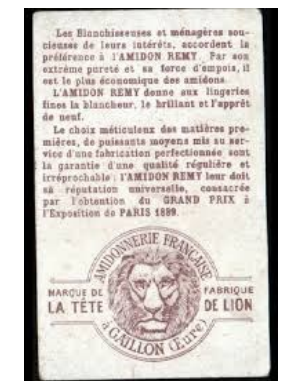 Les Blanchisseuses et ménagères sou-
cieuses de leurs intérêts, accordent la
préférence à l'AMIDON REMY. Par son
extrême pureté et sa force d'empois, il
est le plus économique des amidons.
L'AMIDON REMY donne aux lingeries
fines la blancheur, le brillant et l'apprêt
de neuf.
Le choix méticuleux des matières pre-
mières, de puissants moyens mis au ser-
vice d'une fabrication perfectionnée sont
la garantie d'une qualité régulière et
irréprochable ; l'AMIDON REMY leur doit
sa réputation universelle, consacrée
par l'obtention du GRAND PRIX à
l'Exposition de PARIS 1889.
AMIDONNERIE FRANÇAISE
MARQUE DE FABRIQUE
LA TÊTE DE LION
à GAILLON (Eure)